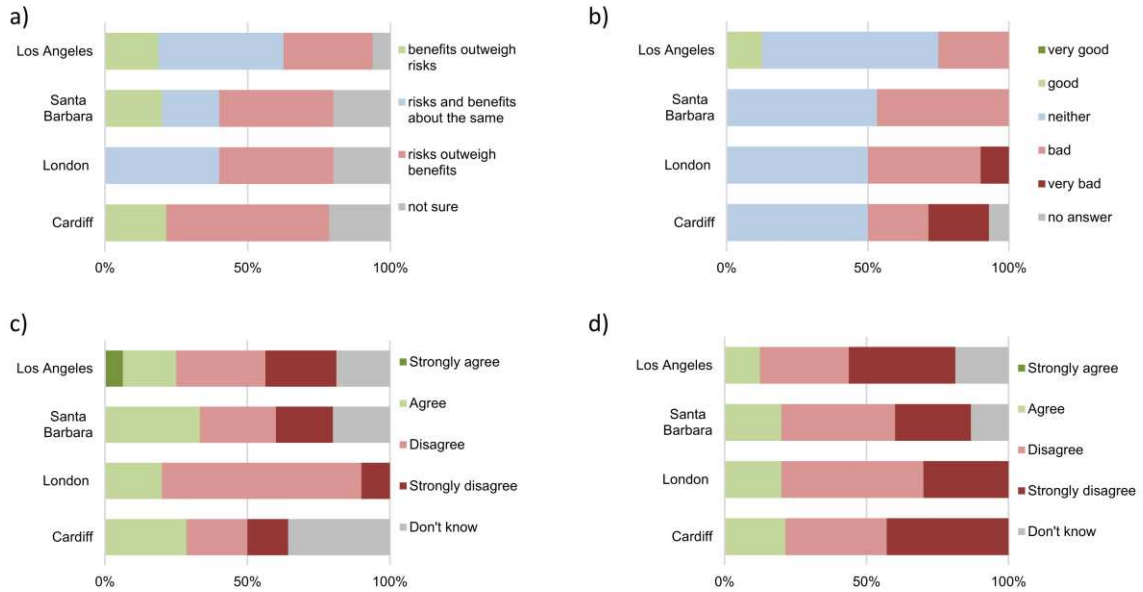 a)
Los Angeles
Santa
Barbara
London
Cardiff
0%
50%
100%
benefits outweigh
risks
risks and benefits
about the same
risks outweigh
benefits
not sure
b)
Los Angeles
Santa
Barbara
London
Cardiff
0%
50%
100%
very good
good
neither
bad
very bad
no answer
c)
Los Angeles
Santa
Barbara
London
Cardiff
0%
50%
100%
Strongly agree
Agree
Disagree
Strongly disagree
Don't know
d)
Los Angeles
Santa
Barbara
London
Cardiff
0%
50%
100%
Strongly agree
Agree
Disagree
Strongly disagree
Don't know